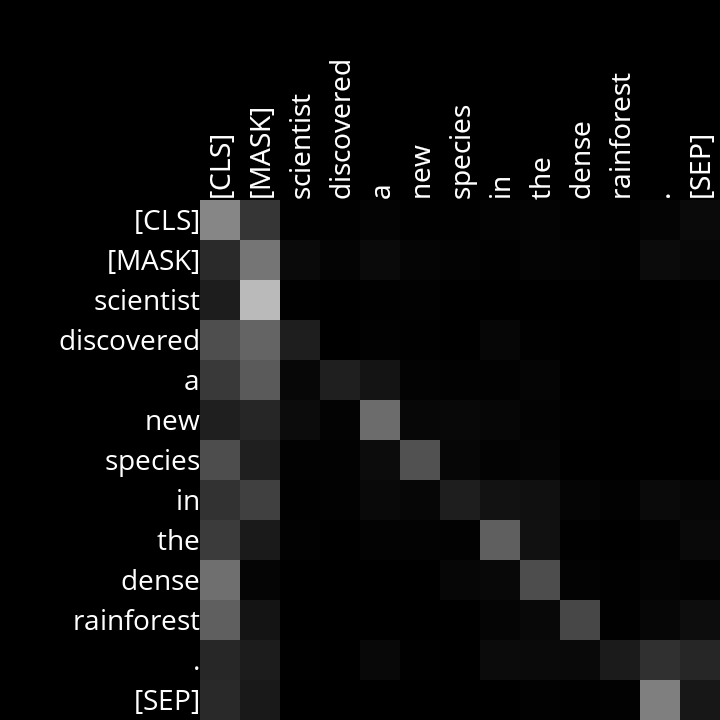 [CLS]
[MASK]
scientist
discovered
a
new
species
in
the
dense
rainforest
.
[SEP]
[CLS]
[MASK]
scientist
discovered
a
new
species
in
the
dense
rainforest
.
[SEP]